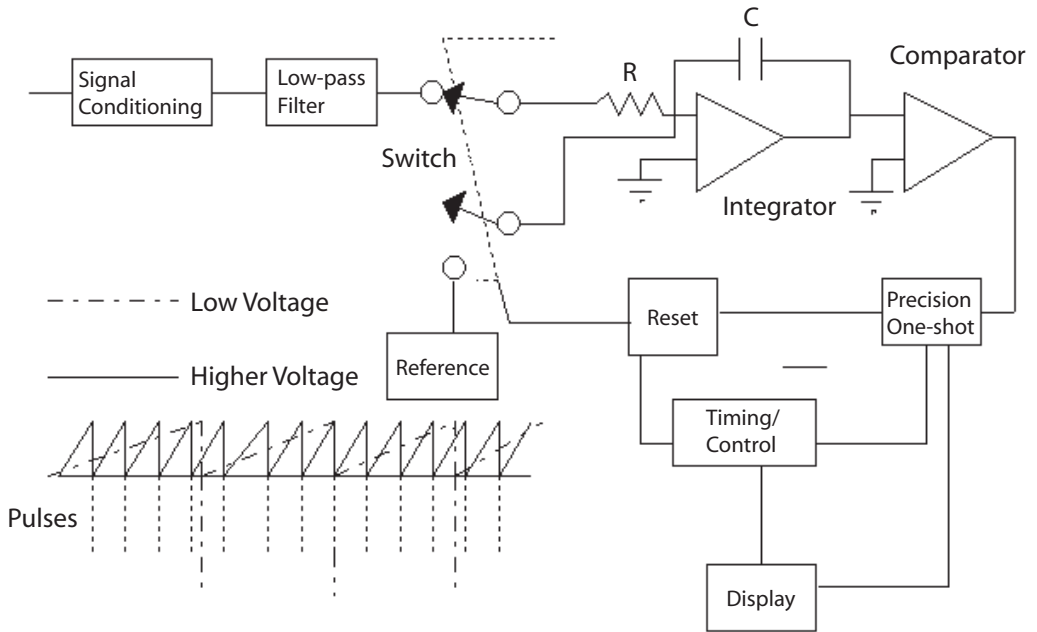 C
Comparator
Signal
Conditioning
Low-pass
Filter
R
Switch
Integrator
Low Voltage
Reset
Precision
One-shot
Higher Voltage
Reference
Timing/
Control
Pulses
Display